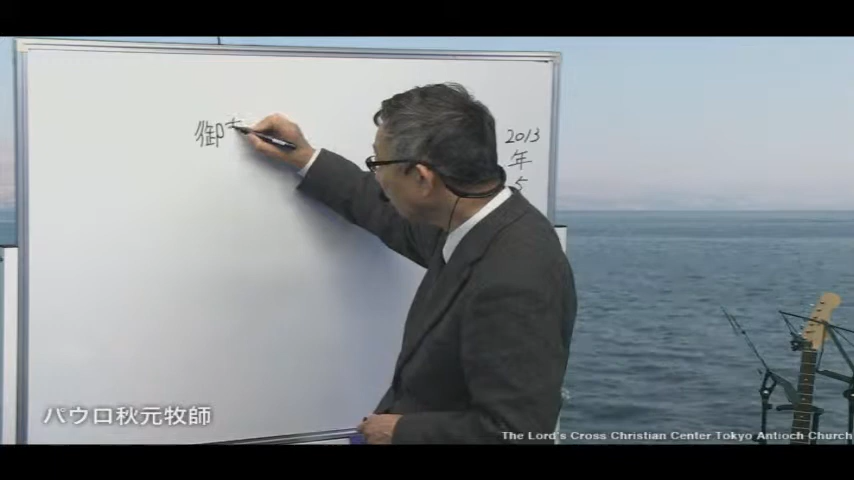 御
2013
年
5
パウロ秋元牧師
The Lord's Cross Christian Center Tokyo Antioch Church